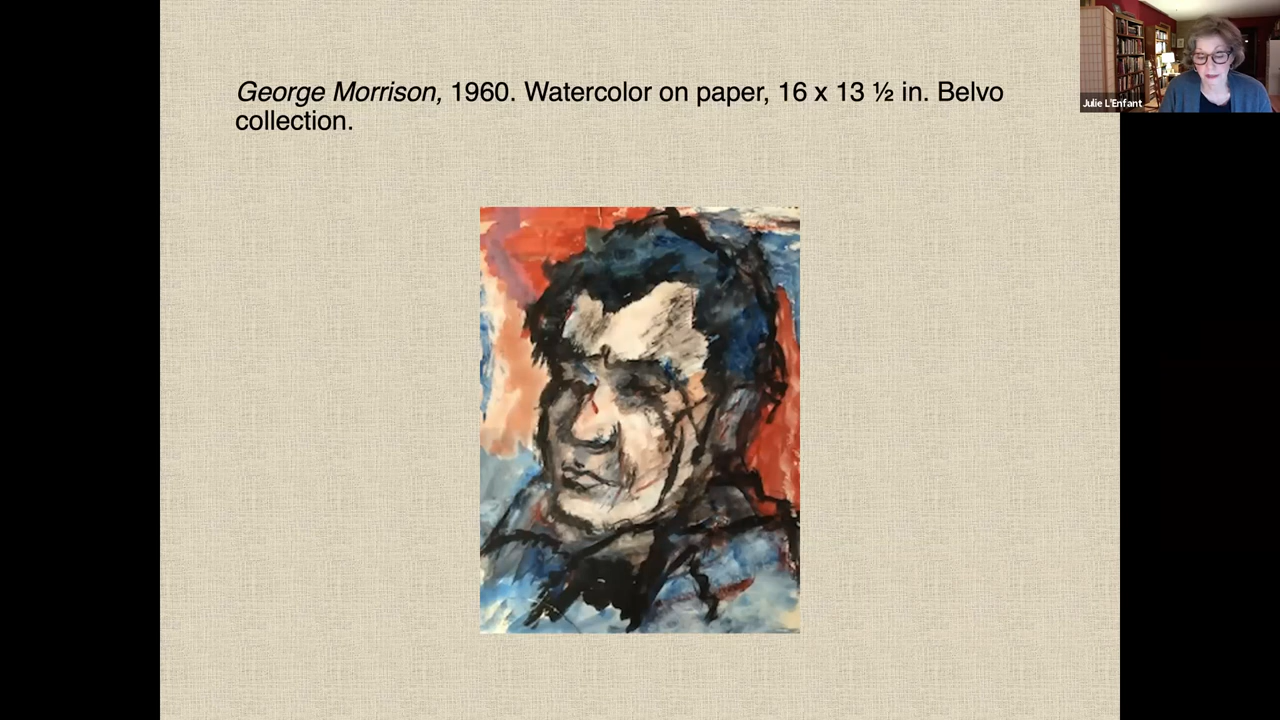 George Morrison, 1960. Watercolor on paper, 16 x 13 ½ in. Belvo
collection.
Julie L'Enfant